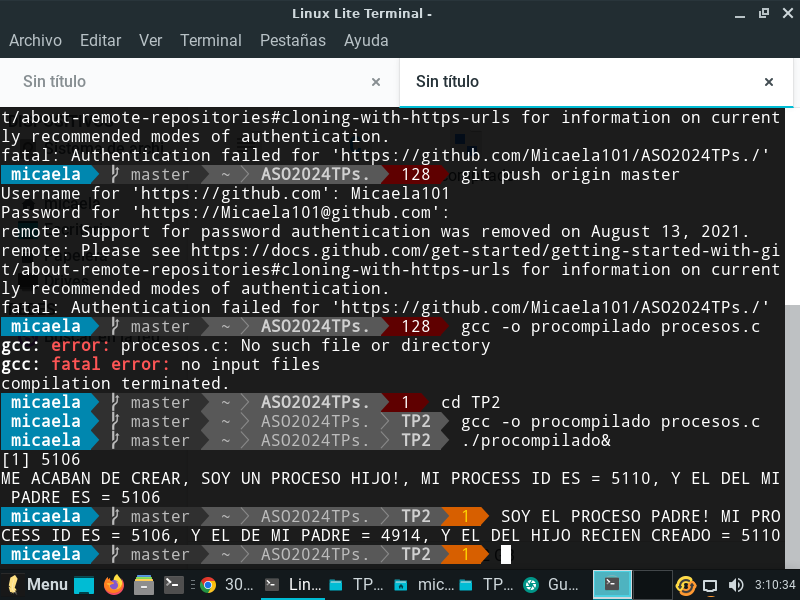 Linux Lite Terminal -
Archivo Editar Ver Terminal Pestañas Ayuda
Sin título × Sin título ×
t/about-remote-repositories#cloning-with-https-urls for information on current
ly recommended modes of authentication.
fatal: Authentication failed for 'https://github.com/Micaela101/ASO2024TPs./'
micaela master ~ ASO2024TPs. 128 git push origin master
Username for 'https://github.com': Micaela101
Password for 'https://Micaela101@github.com':
remote: Support for password authentication was removed on August 13, 2021.
remote: Please see https://docs.github.com/get-started/getting-started-with-gi
t/about-remote-repositories#cloning-with-https-urls for information on current
ly recommended modes of authentication.
fatal: Authentication failed for 'https://github.com/Micaela101/ASO2024TPs./'
micaela master ~ ASO2024TPs. 128 gcc -o procompilado procesos.c
gcc: error: procesos.c: No such file or directory
gcc: fatal error: no input files
compilation terminated.
micaela master ~ ASO2024TPs. 1 cd TP2
micaela master ~ ASO2024TPs. TP2 gcc -o procompilado procesos.c
micaela master ~ ASO2024TPs. TP2 ./procompilado&
[1] 5106
ME ACABAN DE CREAR, SOY UN PROCESO HIJO!, MI PROCESS ID ES = 5110, Y EL DEL MI
PADRE ES = 5106
micaela master ~ ASO2024TPs. TP2 1 SOY EL PROCESO PADRE! MI PRO
CESS ID ES = 5106, Y EL DE MI PADRE = 4914, Y EL DEL HIJO RECIEN CREADO = 5110
micaela master ~ ASO2024TPs. TP2 1
Menu 30... Lin... TP... mic... TP... Gu... 3:10:34